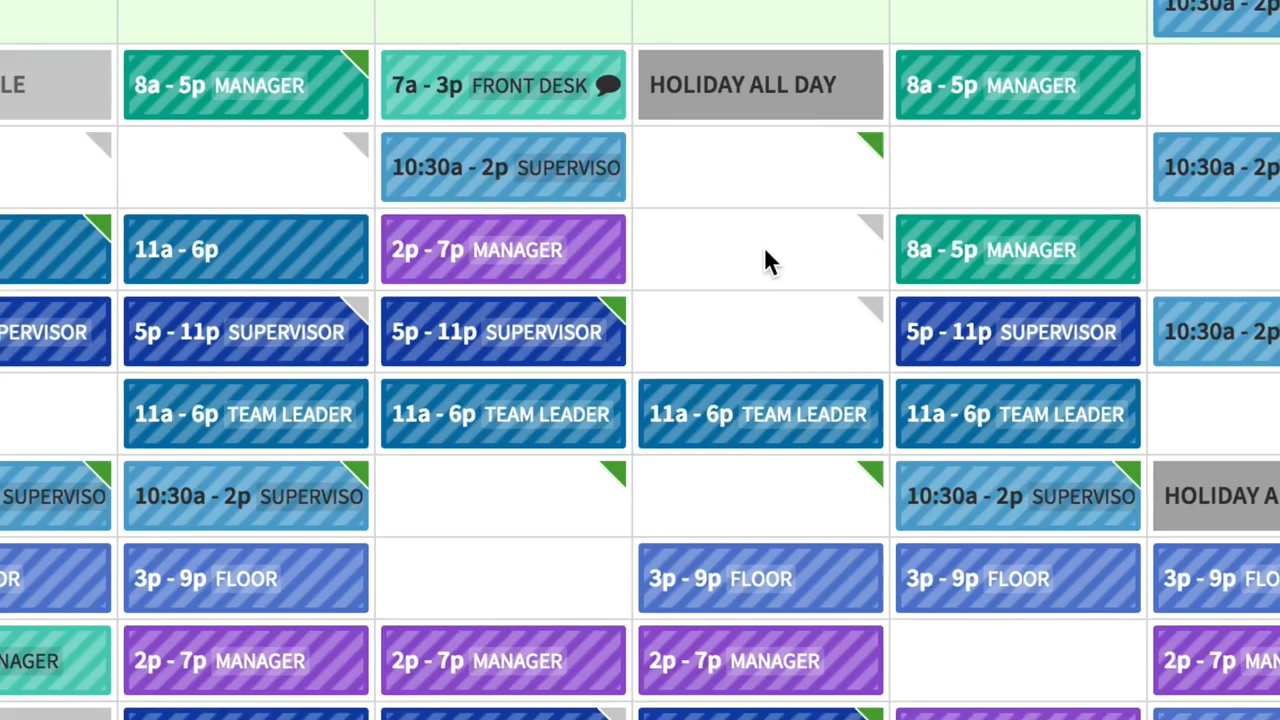 10:30a - 2p
LE
8a - 5p MANAGER
7a - 3p FRONT DESK
HOLIDAY ALL DAY
8a - 5p MANAGER
10:30a - 2p SUPERVISO
10:30a - 2p
11a - 6p
2p - 7p MANAGER
8a - 5p MANAGER
PERVISOR
5p - 11p SUPERVISOR
5p - 11p SUPERVISOR
5p - 11p SUPERVISOR
10:30a - 2p
11a - 6p TEAM LEADER
11a - 6p TEAM LEADER
11a - 6p TEAM LEADER
11a - 6p TEAM LEADER
SUPERVISO
10:30a - 2p SUPERVISO
10:30a - 2p SUPERVISO
HOLIDAY A
OR
3p - 9p FLOOR
3p - 9p FLOOR
3p - 9p FLOOR
3p - 9p FLO
NAGER
2p - 7p MANAGER
2p - 7p MANAGER
2p - 7p MANAGER
2p - 7p MAN